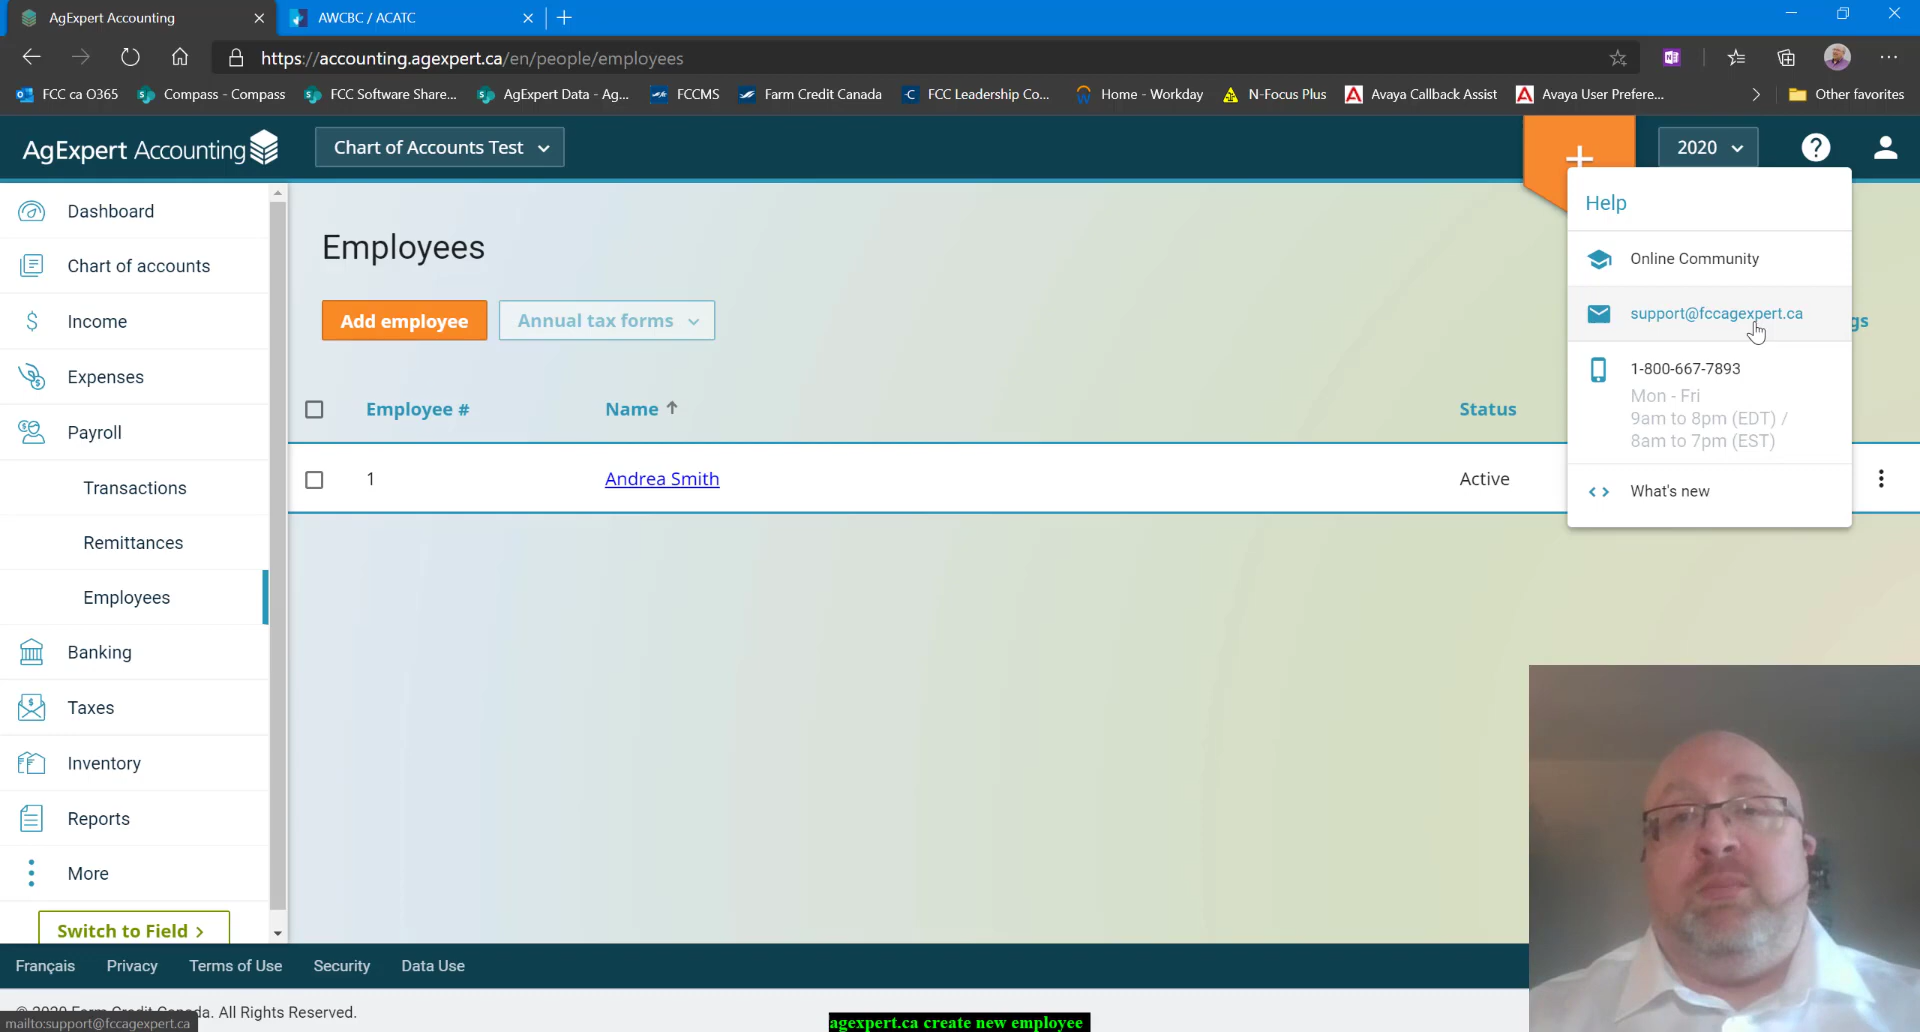 AgExpert Accounting
AWCBC / ACATC
https://accounting.agexpert.ca/en/people/employees
FCC ca O365
Compass - Compass
FCC Software Share...
AgExpert Data - Ag...
FCCMS
Farm Credit Canada
FCC Leadership Co...
Home - Workday
N-Focus Plus
Avaya Callback Assist
Avaya User Prefere...
Other favorites
AgExpert Accounting
Chart of Accounts Test
2020
Dashboard
Chart of accounts
Income
Expenses
Payroll
Transactions
Remittances
Employees
Banking
Taxes
Inventory
Reports
More
Switch to Field >
Employees
Add employee
Annual tax forms
Employee #
Name
Status
1
Andrea Smith
Active
Help
Online Community
support@fccagexpert.ca
gs
1-800-667-7893
Mon - Fri
9am to 8pm (EDT) /
8am to 7pm (EST)
What's new
Français
Privacy
Terms of Use
Security
Data Use
© 2020 Farm Credit Canada. All Rights Reserved.
mailto:support@fccagexpert.ca
agexpert.ca create new employee